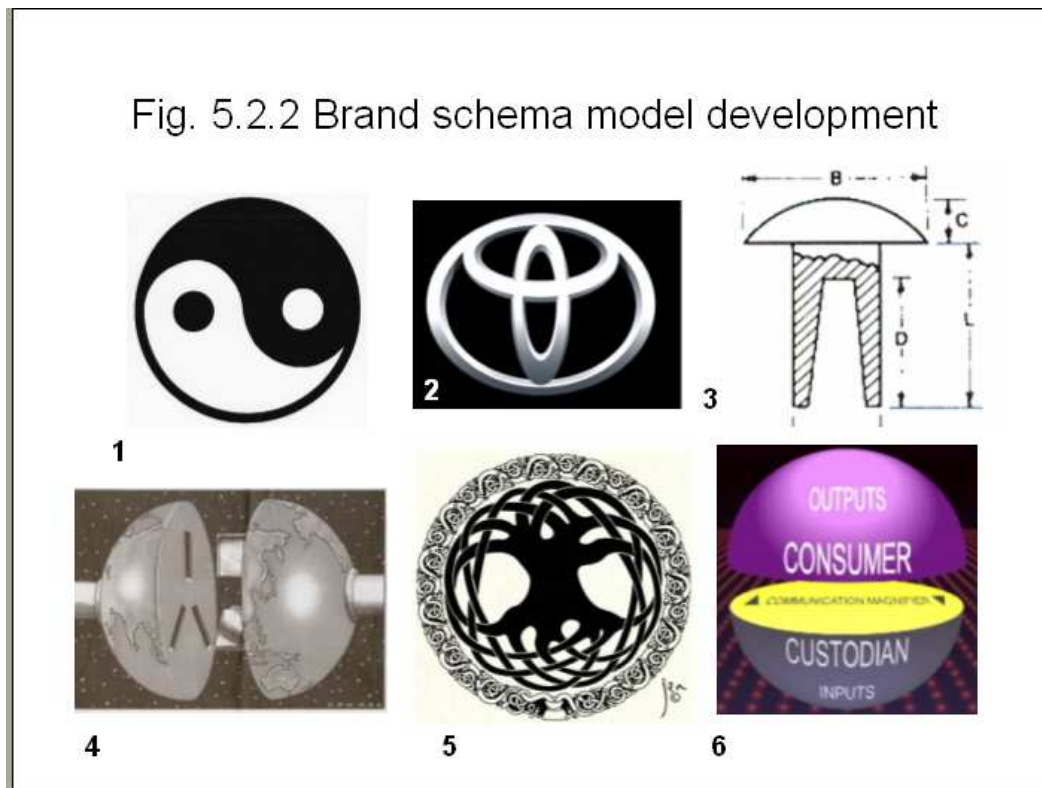 Fig. 5.2.2 Brand schema model development
B
C
D
L
1
2
3
OUTPUTS
CONSUMER
COMMUNICATION MAGNIFIED
CUSTODIAN
INPUTS
4
5
6